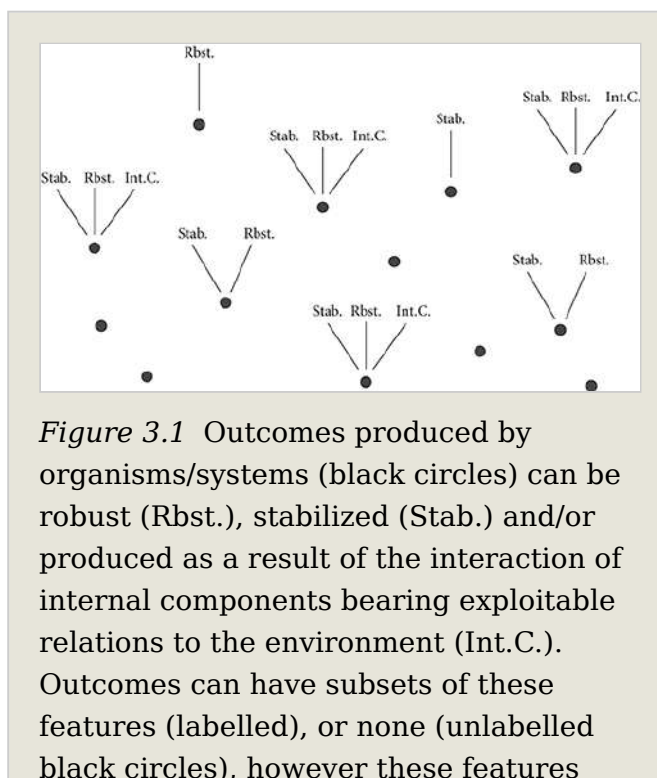 Rbst.
Stab. Rbst. Int.C.
Stab.
Stab. Rbst. Int.C.
Stab. Rbst. Int.C.
Stab. Rbst.
Stab. Rbst.
Stab. Rbst. Int.C.
Figure 3.1 Outcomes produced by
organisms/systems (black circles) can be
robust (Rbst.), stabilized (Stab.) and/or
produced as a result of the interaction of
internal components bearing exploitable
relations to the environment (Int.C.).
Outcomes can have subsets of these
features (labelled), or none (unlabelled
black circles), however these features